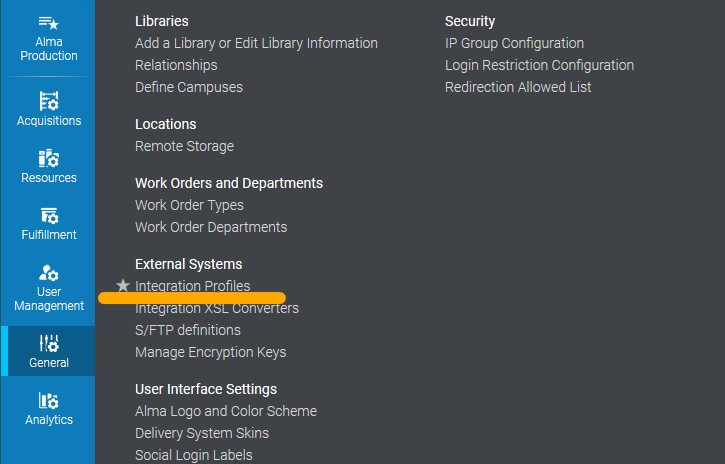 Alma
Production
Acquisitions
Resources
Fulfillment
User
Management
General
Analytics
Libraries
Add a Library or Edit Library Information
Relationships
Define Campuses
Locations
Remote Storage
Work Orders and Departments
Work Order Types
Work Order Departments
External Systems
Integration Profiles
Integration XSL Converters
S/FTP definitions
Manage Encryption Keys
User Interface Settings
Alma Logo and Color Scheme
Delivery System Skins
Social Login Labels
Security
IP Group Configuration
Login Restriction Configuration
Redirection Allowed List